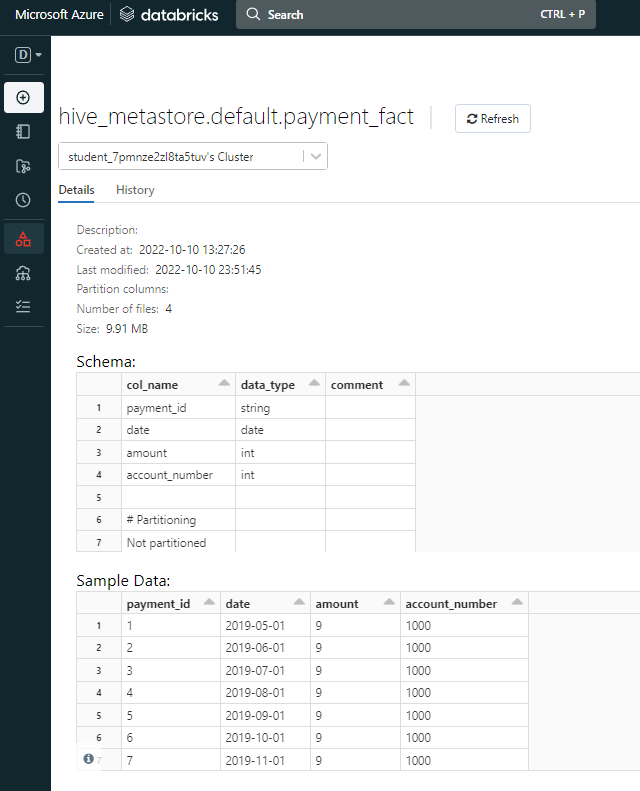 Microsoft Azure databricks Search CTRL + P
D
hive_metastore.default.payment_fact Refresh
student_7pmnze2zl8ta5tuv's Cluster
Details History
Description:
Created at: 2022-10-10 13:27:26
Last modified: 2022-10-10 23:51:45
Partition columns:
Number of files: 4
Size: 9.91 MB
Schema:
col_name data_type comment
1 payment_id string
2 date date
3 amount int
4 account_number int
5
6 # Partitioning
7 Not partitioned
Sample Data:
payment_id date amount account_number
1 1 2019-05-01 9 1000
2 2 2019-06-01 9 1000
3 3 2019-07-01 9 1000
4 4 2019-08-01 9 1000
5 5 2019-09-01 9 1000
6 6 2019-10-01 9 1000
7 7 2019-11-01 9 1000